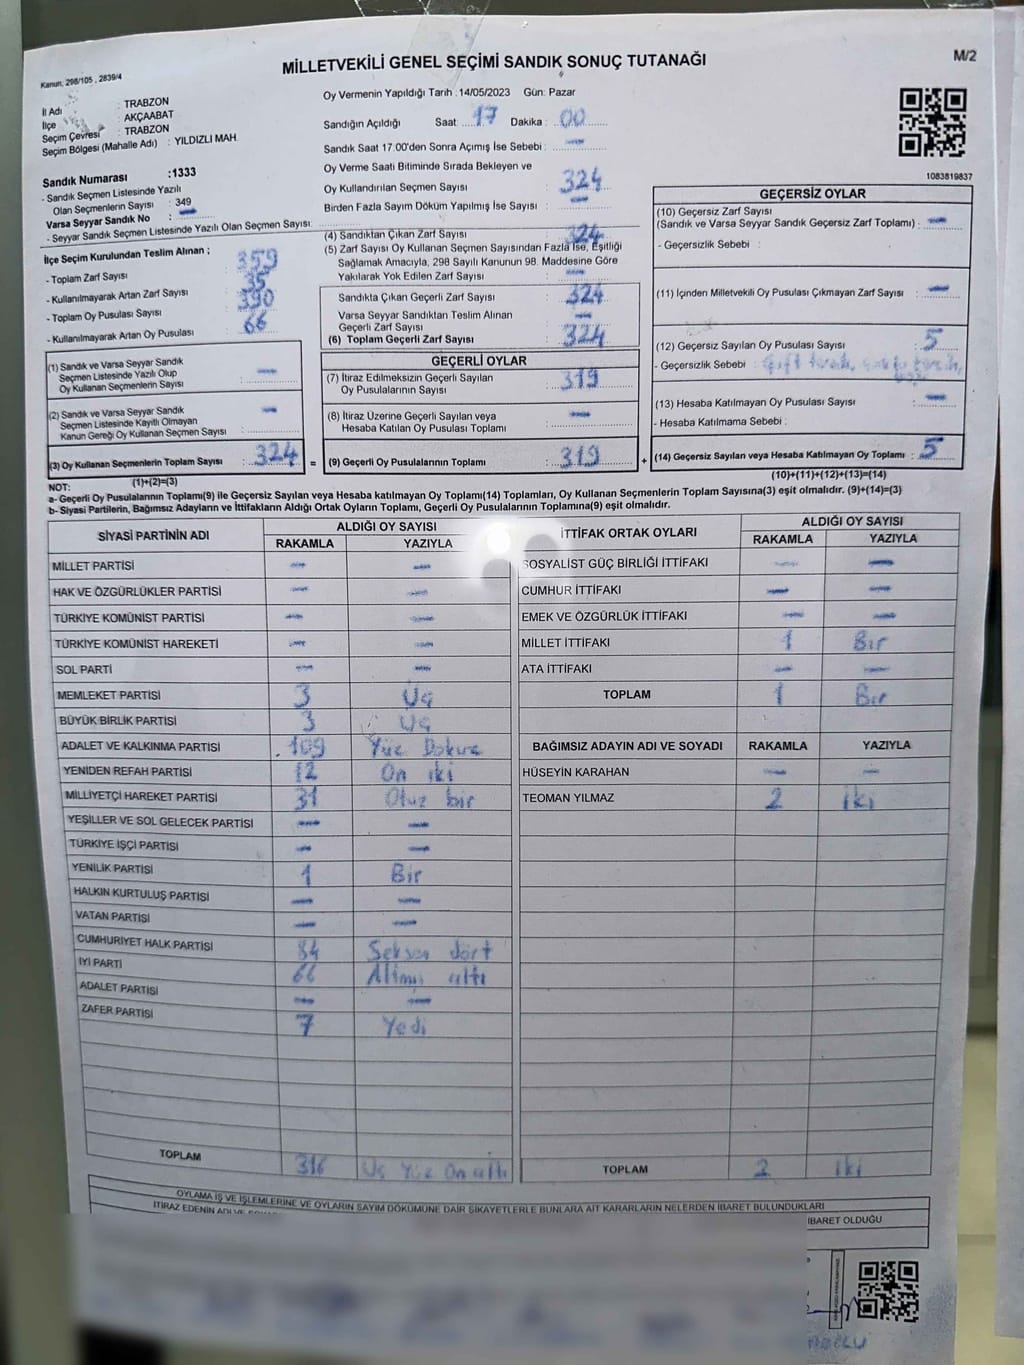 MİLLETVEKİLİ GENEL SEÇİMİ SANDIK SONUÇ TUTANAĞI
M/2
Kanun, 298/105 , 2839/4
İl Adı : TRABZON
İlçe : AKÇAABAT
Seçim Çevresi : TRABZON
Seçim Bölgesi (Mahalle Adı) : YILDIZLI MAH.
Sandık Numarası :1333
- Sandık Seçmen Listesinde Yazılı
Olan Seçmenlerin Sayısı : 349
Varsa Seyyar Sandık No : —
- Seyyar Sandık Seçmen Listesinde Yazılı Olan Seçmen Sayısı:
İlçe Seçim Kurulundan Teslim Alınan ;
- Toplam Zarf Sayısı : 359
- Kullanılmayarak Artan Zarf Sayısı : 35
- Toplam Oy Pusulası Sayısı : 390
- Kullanılmayarak Artan Oy Pusulası : 66
Oy Vermenin Yapıldığı Tarih :14/05/2023 Gün: Pazar
Sandığın Açıldığı Saat : 17 Dakika : 00
Sandık Saat 17.00'den Sonra Açımış İse Sebebi : —
Oy Verme Saati Bitiminde Sırada Bekleyen ve
Oy Kullandırılan Seçmen Sayısı : 324
Birden Fazla Sayım Döküm Yapılmış İse Sayısı : —
(4) Sandıktan Çıkan Zarf Sayısı : 324
(5) Zarf Sayısı Oy Kullanan Seçmen Sayısından Fazla İse, Eşitliği
Sağlamak Amacıyla, 298 Sayılı Kanunun 98. Maddesine Göre
Yakılarak Yok Edilen Zarf Sayısı : —
Sandıkta Çıkan Geçerli Zarf Sayısı : 324
Varsa Seyyar Sandıktan Teslim Alınan
Geçerli Zarf Sayısı : —
(6) Toplam Geçerli Zarf Sayısı : 324
1083819837
GEÇERSİZ OYLAR
(10) Geçersiz Zarf Sayısı
(Sandık ve Varsa Seyyar Sandık Geçersiz Zarf Toplamı) : —
- Geçersizlik Sebebi :
(11) İçinden Milletvekili Oy Pusulası Çıkmayan Zarf Sayısı : —
(12) Geçersiz Sayılan Oy Pusulası Sayısı : 5
- Geçersizlik Sebebi :
(13) Hesaba Katılmayan Oy Pusulası Sayısı : —
- Hesaba Katılmama Sebebi :
(14) Geçersiz Sayılan veya Hesaba Katılmayan Oy Toplamı : 5
(10)+(11)+(12)+(13)=(14)
(1) Sandık ve Varsa Seyyar Sandık
Seçmen Listesinde Yazılı Olup
Oy Kullanan Seçmenlerin Sayısı : —
(2) Sandık ve Varsa Seyyar Sandık
Seçmen Listesinde Kayıtlı Olmayan
Kanun Gereği Oy Kullanan Seçmen Sayısı : —
(3) Oy Kullanan Seçmenlerin Toplam Sayısı : 324 =
(1)+(2)=(3)
GEÇERLİ OYLAR
(7) İtiraz Edilmeksizin Geçerli Sayılan
Oy Pusulalarının Sayısı : 319
(8) İtiraz Üzerine Geçerli Sayılan veya
Hesaba Katılan Oy Pusulası Toplamı : —
(9) Geçerli Oy Pusulalarının Toplamı : 319 +
NOT:
a- Geçerli Oy Pusulalarının Toplamı(9) ile Geçersiz Sayılan veya Hesaba katılmayan Oy Toplamı(14) Toplamları, Oy Kullanan Seçmenlerin Toplam Sayısına(3) eşit olmalıdır. (9)+(14)=(3)
b- Siyasi Partilerin, Bağımsız Adayların ve İttifakların Aldığı Ortak Oyların Toplamı, Geçerli Oy Pusulalarının Toplamına(9) eşit olmalıdır.
SİYASİ PARTİNİN ADI ALDIĞI OY SAYISI
RAKAMLA YAZIYLA
MİLLET PARTİSİ — —
HAK VE ÖZGÜRLÜKLER PARTİSİ — —
TÜRKİYE KOMÜNİST PARTİSİ — —
TÜRKİYE KOMÜNİST HAREKETİ — —
SOL PARTİ — —
MEMLEKET PARTİSİ 3 Üç
BÜYÜK BİRLİK PARTİSİ 3 Üç
ADALET VE KALKINMA PARTİSİ 109 Yüz Dokuz
YENİDEN REFAH PARTİSİ 12 On iki
MİLLİYETÇİ HAREKET PARTİSİ 31 Otuz bir
YEŞİLLER VE SOL GELECEK PARTİSİ — —
TÜRKİYE İŞÇİ PARTİSİ — —
YENİLİK PARTİSİ 1 Bir
HALKIN KURTULUŞ PARTİSİ — —
VATAN PARTİSİ — —
CUMHURİYET HALK PARTİSİ 84 Seksen dört
İYİ PARTİ 66 Altmış altı
ADALET PARTİSİ — —
ZAFER PARTİSİ 7 Yedi
TOPLAM 316 Üç Yüz On altı
İTTİFAK ORTAK OYLARI ALDIĞI OY SAYISI
RAKAMLA YAZIYLA
SOSYALİST GÜÇ BİRLİĞİ İTTİFAKI — —
CUMHUR İTTİFAKI — —
EMEK VE ÖZGÜRLÜK İTTİFAKI — —
MİLLET İTTİFAKI 1 Bir
ATA İTTİFAKI — —
TOPLAM 1 Bir
BAĞIMSIZ ADAYIN ADI VE SOYADI RAKAMLA YAZIYLA
HÜSEYİN KARAHAN — —
TEOMAN YILMAZ 2 İki
TOPLAM 2 İki
OYLAMA İŞ VE İŞLEMLERİNE VE OYLARIN SAYIM DÖKÜMÜNE DAİR ŞİKAYETLERLE BUNLARA AİT KARARLARIN NELERDEN İBARET BULUNDUKLARI
İTİRAZ EDENİN ADI VE
İBARET OLDUĞU